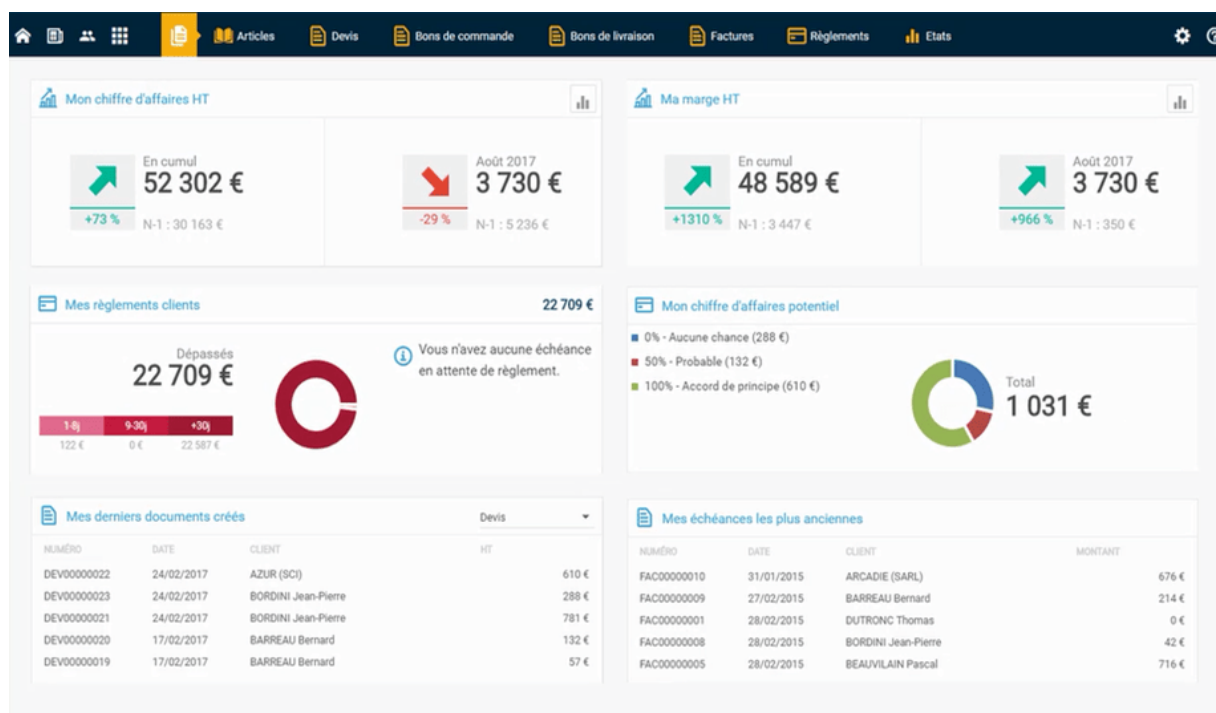 Articles Devis Bons de commande Bons de livraison Factures Règlements Etats
Mon chiffre d'affaires HT
En cumul
52 302 €
+73 %
N-1 : 30 163 €
Août 2017
3 730 €
-29 %
N-1 : 5 236 €
Ma marge HT
En cumul
48 589 €
+1310 %
N-1 : 3 447 €
Août 2017
3 730 €
+966 %
N-1 : 350 €
Mes règlements clients 22 709 €
Dépassés
22 709 €
1-8j 9-30j +30j
122 € 0 € 22 587 €
Vous n'avez aucune échéance
en attente de règlement.
Mon chiffre d'affaires potentiel
0% - Aucune chance (288 €)
50% - Probable (132 €)
100% - Accord de principe (610 €)
Total
1 031 €
Mes derniers documents créés Devis
NUMÉRO DATE CLIENT HT
DEV00000022 24/02/2017 AZUR (SCI) 610 €
DEV00000023 24/02/2017 BORDINI Jean-Pierre 288 €
DEV00000021 24/02/2017 BORDINI Jean-Pierre 781 €
DEV00000020 17/02/2017 BARREAU Bernard 132 €
DEV00000019 17/02/2017 BARREAU Bernard 57 €
Mes échéances les plus anciennes
NUMÉRO DATE CLIENT MONTANT
FAC00000010 31/01/2015 ARCADIE (SARL) 676 €
FAC00000009 27/02/2015 BARREAU Bernard 214 €
FAC00000001 28/02/2015 DUTRONC Thomas 0 €
FAC00000008 28/02/2015 BORDINI Jean-Pierre 42 €
FAC00000005 28/02/2015 BEAUVILAIN Pascal 716 €